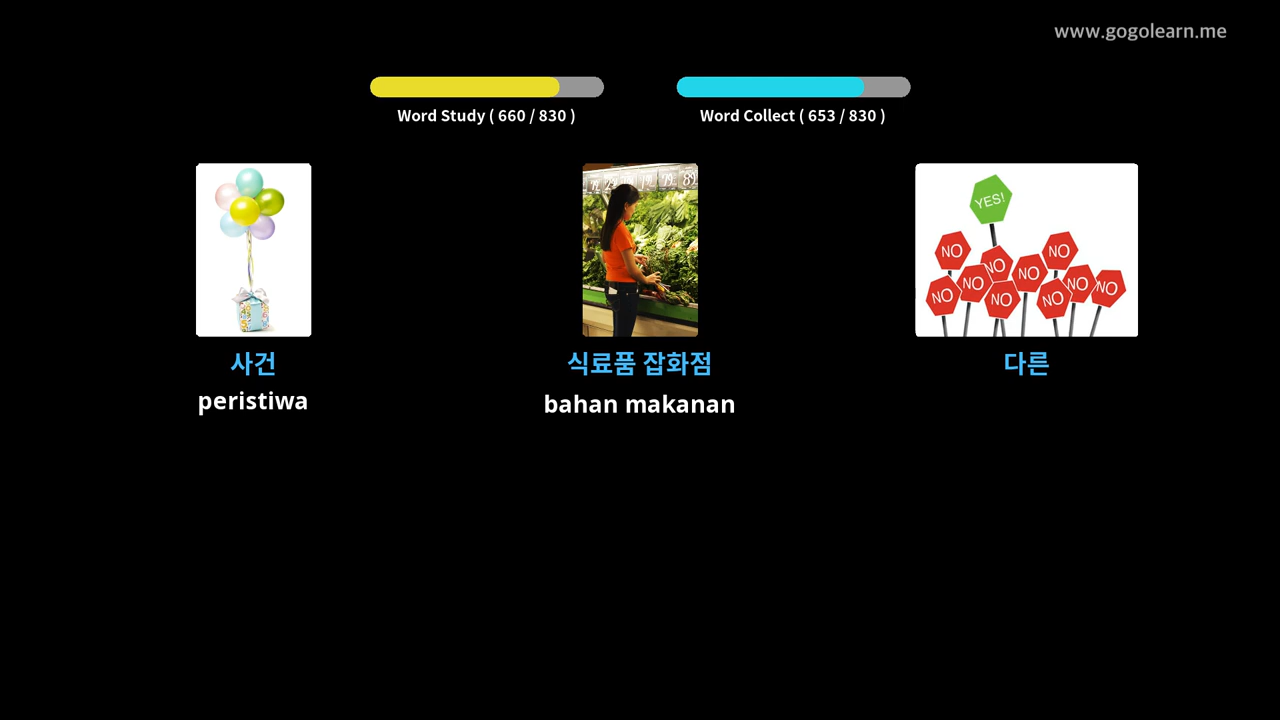 www.gogolearn.me
Word Study ( 660 / 830 )
Word Collect ( 653 / 830 )
YES!
NO
NO
NO
NO
NO
NO
NO
NO
NO
NO
사건
식료품 잡화점
다른
peristiwa
bahan makanan